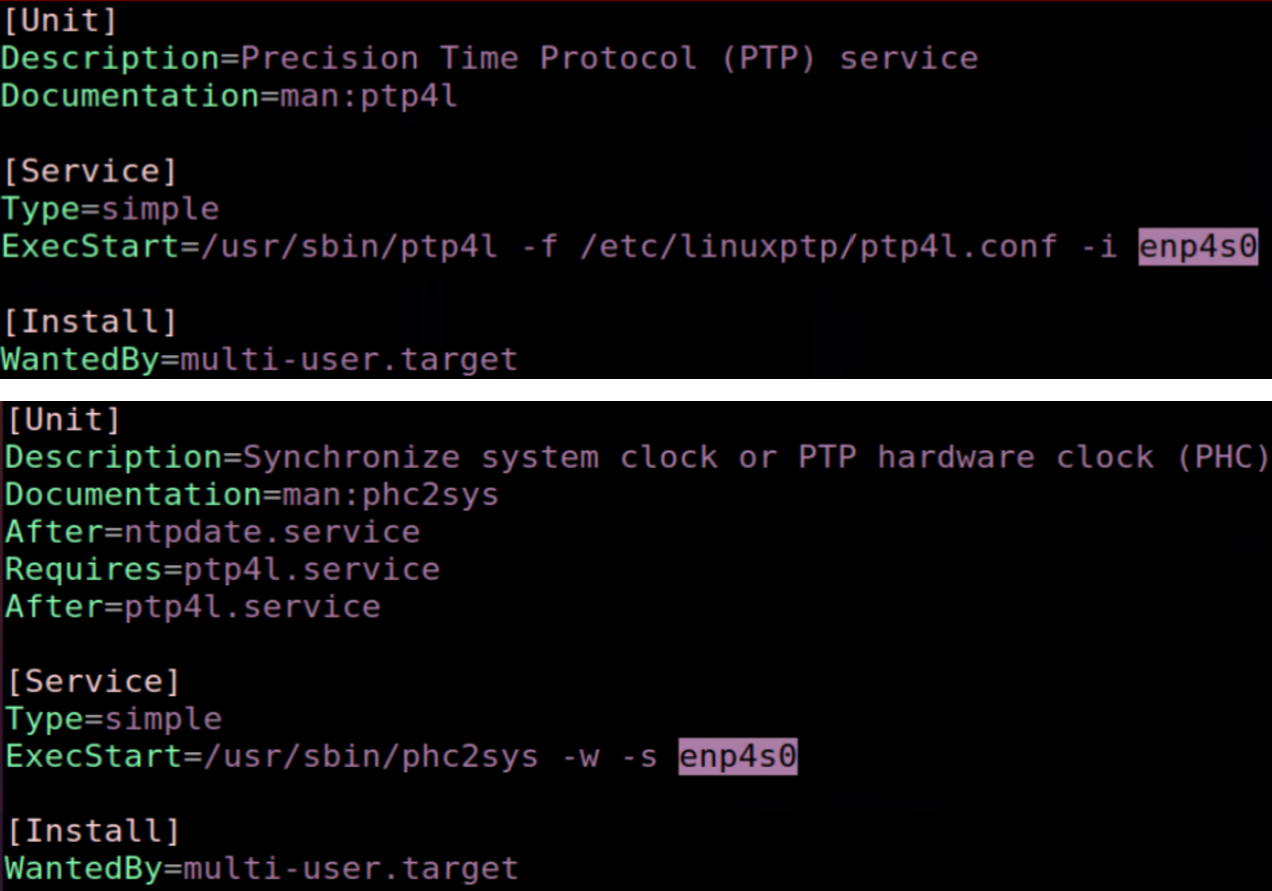 [Unit]
Description=Precision Time Protocol (PTP) service
Documentation=man:ptp4l
[Service]
Type=simple
ExecStart=/usr/sbin/ptp4l -f /etc/linuxptp/ptp4l.conf -i enp4s0
[Install]
WantedBy=multi-user.target
[Unit]
Description=Synchronize system clock or PTP hardware clock (PHC)
Documentation=man:phc2sys
After=ntpdate.service
Requires=ptp4l.service
After=ptp4l.service
[Service]
Type=simple
ExecStart=/usr/sbin/phc2sys -w -s enp4s0
[Install]
WantedBy=multi-user.target